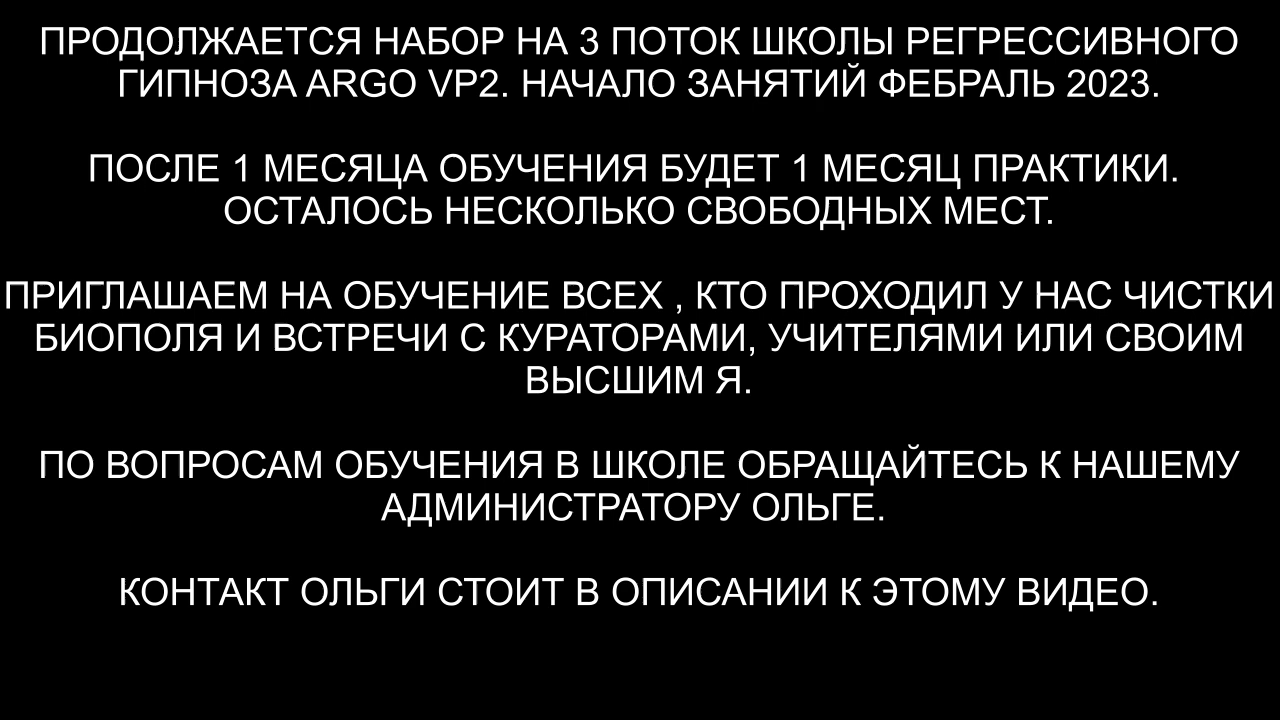 ПРОДОЛЖАЕТСЯ НАБОР НА 3 ПОТОК ШКОЛЫ РЕГРЕССИВНОГО
ГИПНОЗА ARGO VP2. НАЧАЛО ЗАНЯТИЙ ФЕБРАЛЬ 2023.
ПОСЛЕ 1 МЕСЯЦА ОБУЧЕНИЯ БУДЕТ 1 МЕСЯЦ ПРАКТИКИ.
ОСТАЛОСЬ НЕСКОЛЬКО СВОБОДНЫХ МЕСТ.
ПРИГЛАШАЕМ НА ОБУЧЕНИЕ ВСЕХ , КТО ПРОХОДИЛ У НАС ЧИСТКИ
БИОПОЛЯ И ВСТРЕЧИ С КУРАТОРАМИ, УЧИТЕЛЯМИ ИЛИ СВОИМ
ВЫСШИМ Я.
ПО ВОПРОСАМ ОБУЧЕНИЯ В ШКОЛЕ ОБРАЩАЙТЕСЬ К НАШЕМУ
АДМИНИСТРАТОРУ ОЛЬГЕ.
КОНТАКТ ОЛЬГИ СТОИТ В ОПИСАНИИ К ЭТОМУ ВИДЕО.